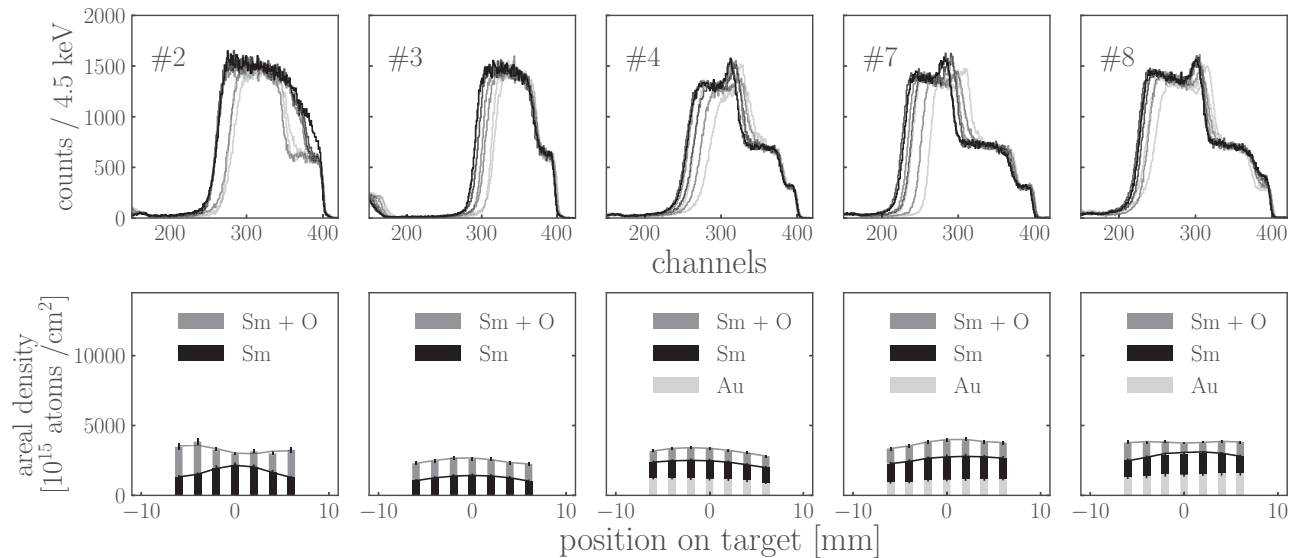 counts / 4.5 keV
2000
1500
1000
500
0
#2
#3
#4
#7
#8
200 300 400
200 300 400
200 300 400
200 300 400
200 300 400
channels
areal density
[10¹⁵ atoms /cm²]
10000
5000
0
Sm + O
Sm
Sm + O
Sm
Sm + O
Sm
Au
Sm + O
Sm
Au
Sm + O
Sm
Au
−10 0 10
−10 0 10
−10 0 10
−10 0 10
−10 0 10
position on target [mm]